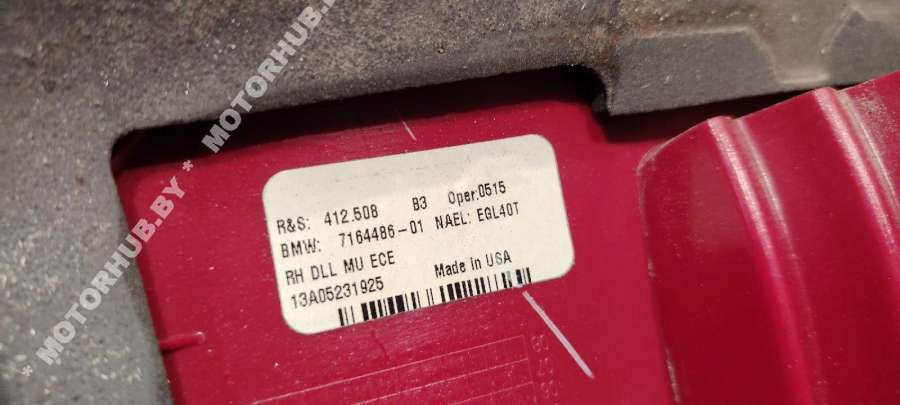 MOTORHUB.BY * MOTORHUB.BY * MOTORHUB
R&S: 412.508 B3 Oper:0515
BMW: 7164486-01 NAEL: EGL40T
RH DLL MU ECE
13A05231925 Made in USA